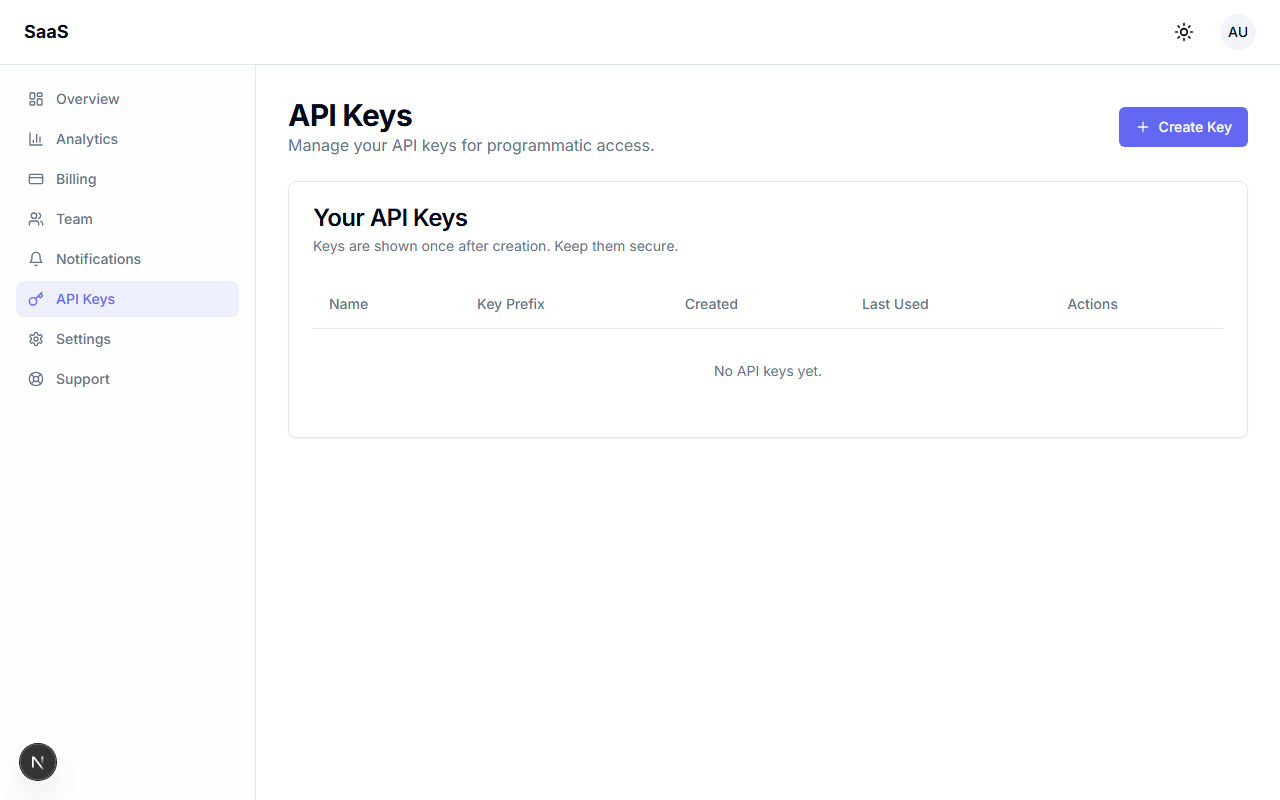 SaaS
AU
Overview
Analytics
Billing
Team
Notifications
API Keys
Settings
Support
API Keys
Manage your API keys for programmatic access.
Create Key
Your API Keys
Keys are shown once after creation. Keep them secure.
Name Key Prefix Created Last Used Actions
No API keys yet.
N